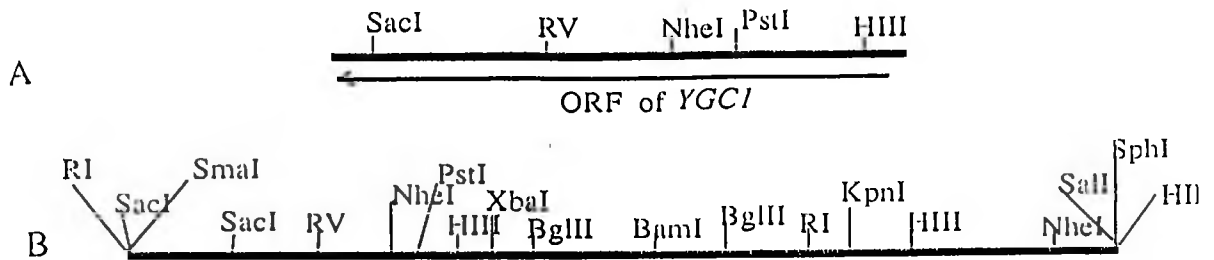 SacI RV NheI PstI HIII
A
ORF of YGC1
RI SacI SmaI SacI RV NheI PstI HIII XbaI BglII BamI BglII RI KpnI HIII NheI SalI SphI HII
B